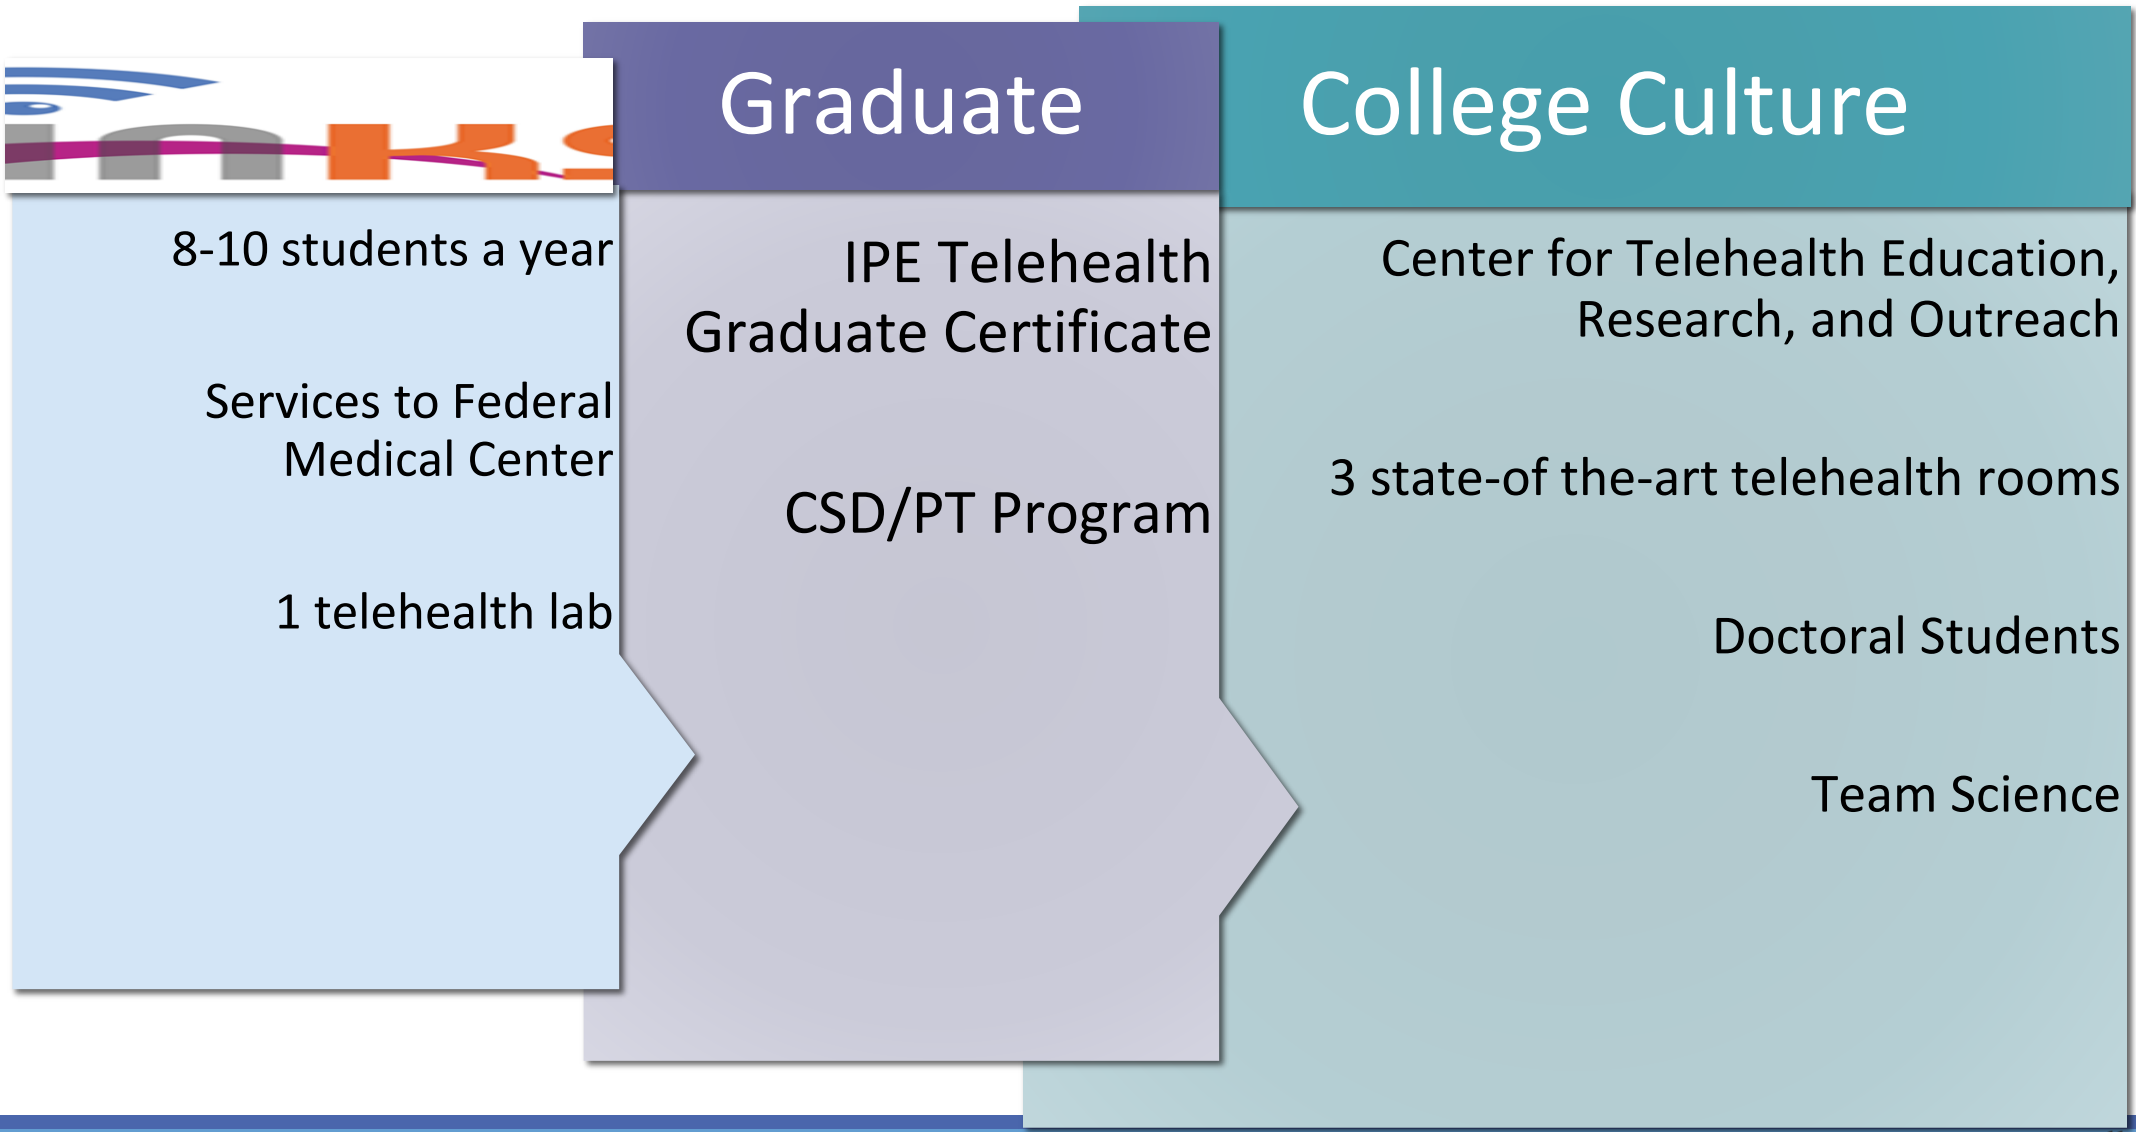 inks
8-10 students a year
Services to Federal
Medical Center
1 telehealth lab
Graduate
IPE Telehealth
Graduate Certificate
CSD/PT Program
College Culture
Center for Telehealth Education,
Research, and Outreach
3 state-of the-art telehealth rooms
Doctoral Students
Team Science